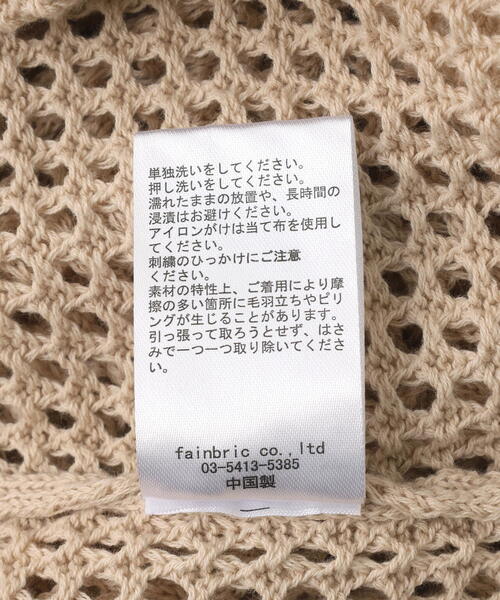 単独洗いをしてください。
押し洗いをしてください。
濡れたままの放置や、長時間の
浸漬はお避けください。
アイロンがけは当て布を使用し
てください。
刺繍のひっかけにご注意
ください。
素材の特性上、ご着用により摩
擦の多い箇所に毛羽立ちやピリ
ングが生じることがあります。
引っ張って取ろうとせず、はさ
みで一つ一つ取り除いてくださ
い。
fainbric co.,ltd
03-5413-5385
中国製